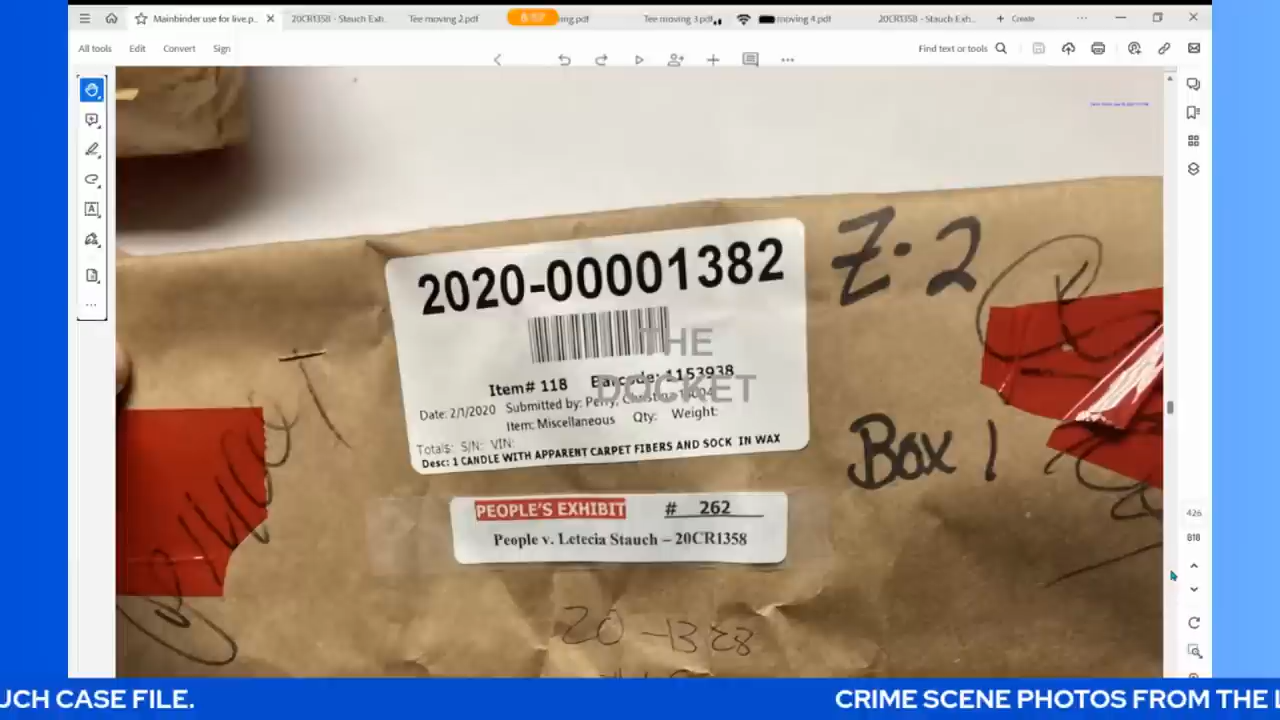 Mainbinder use for live.p...
20CR1358 - Stauch Exh...
Tee moving 2.pdf
ing.pdf
Tee moving 3.pdf
moving 4.pdf
20CR1358 - Stauch Exh...
Create
All tools
Edit
Convert
Sign
Find text or tools
2020-00001382
Z-2
THE
DOCKET
Item# 118 Barcode: 1153938
Date: 2/1/2020 Submitted by: Perry,
Item: Miscellaneous Qty: Weight:
Totals: S/N: VIN:
Desc: 1 CANDLE WITH APPARENT CARPET FIBERS AND SOCK IN WAX
Box 1
PEOPLE'S EXHIBIT # 262
People v. Letecia Stauch – 20CR1358
426
818
UCH CASE FILE.
CRIME SCENE PHOTOS FROM THE L